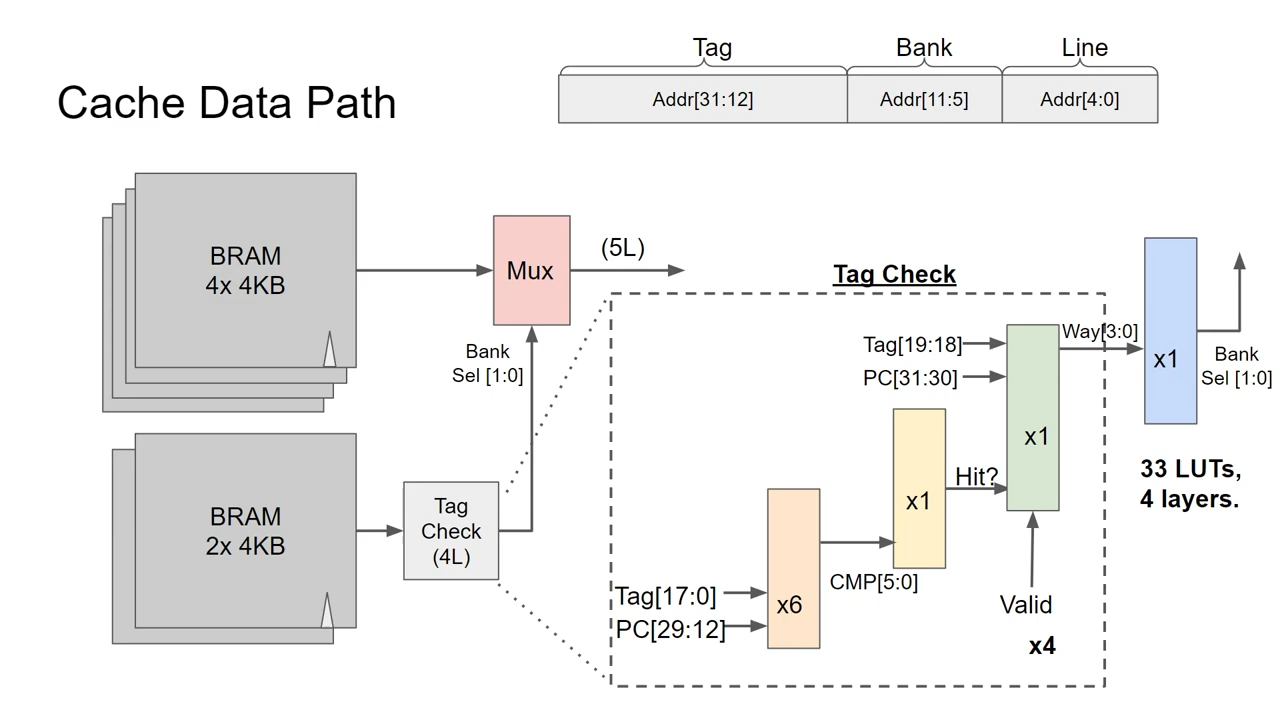 Cache Data Path
Tag
Bank
Line
Addr[31:12]
Addr[11:5]
Addr[4:0]
BRAM
4x 4KB
Mux
(5L)
Bank
Sel [1:0]
BRAM
2x 4KB
Tag
Check
(4L)
Tag Check
Tag[19:18]
PC[31:30]
x1
Way[3:0]
x1
Bank
Sel [1:0]
x1
Hit?
Tag[17:0]
PC[29:12]
x6
CMP[5:0]
Valid
x4
33 LUTs,
4 layers.